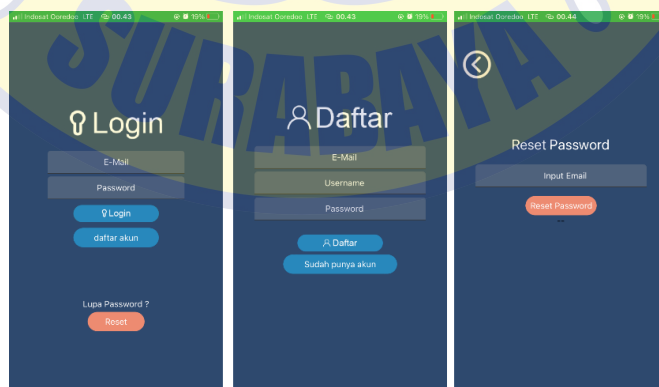 Indosat Ooredoo LTE 00.43 19%
Login
E-Mail
Password
Login
daftar akun
Lupa Password ?
Reset
Indosat Ooredoo LTE 00.43 19%
Daftar
E-Mail
Username
Password
Daftar
Sudah punya akun
Indosat Ooredoo LTE 00.44 19%
Reset Password
Input Email
Reset Password
--
SURABAYA